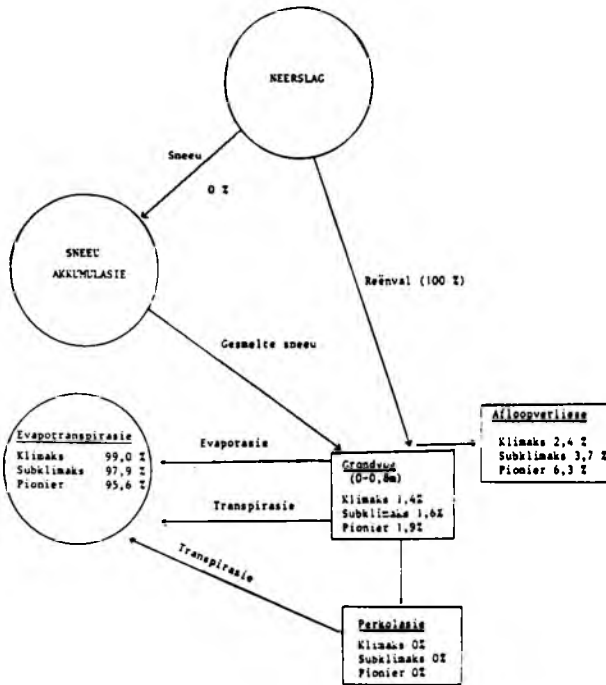 NEERSLAG
Sneeu
0 %
SNEEU
AKKUMULASIE
Reënval (100 %)
Gesmelte sneeu
Afloopverliese
Klimaks 2,4 %
Subklimaks 3,7 %
Pionier 6,3 %
Evapotranspirasie
Klimaks 99,0 %
Subklimaks 97,9 %
Pionier 95,6 %
Evaporasie
Grondvog
(0-0,8m)
Klimaks 1,4%
Subklimaks 1,6%
Pionier 1,9%
Transpirasie
Transpirasie
Perkolasie
Klimaks 0%
Subklimaks 0%
Pionier 0%